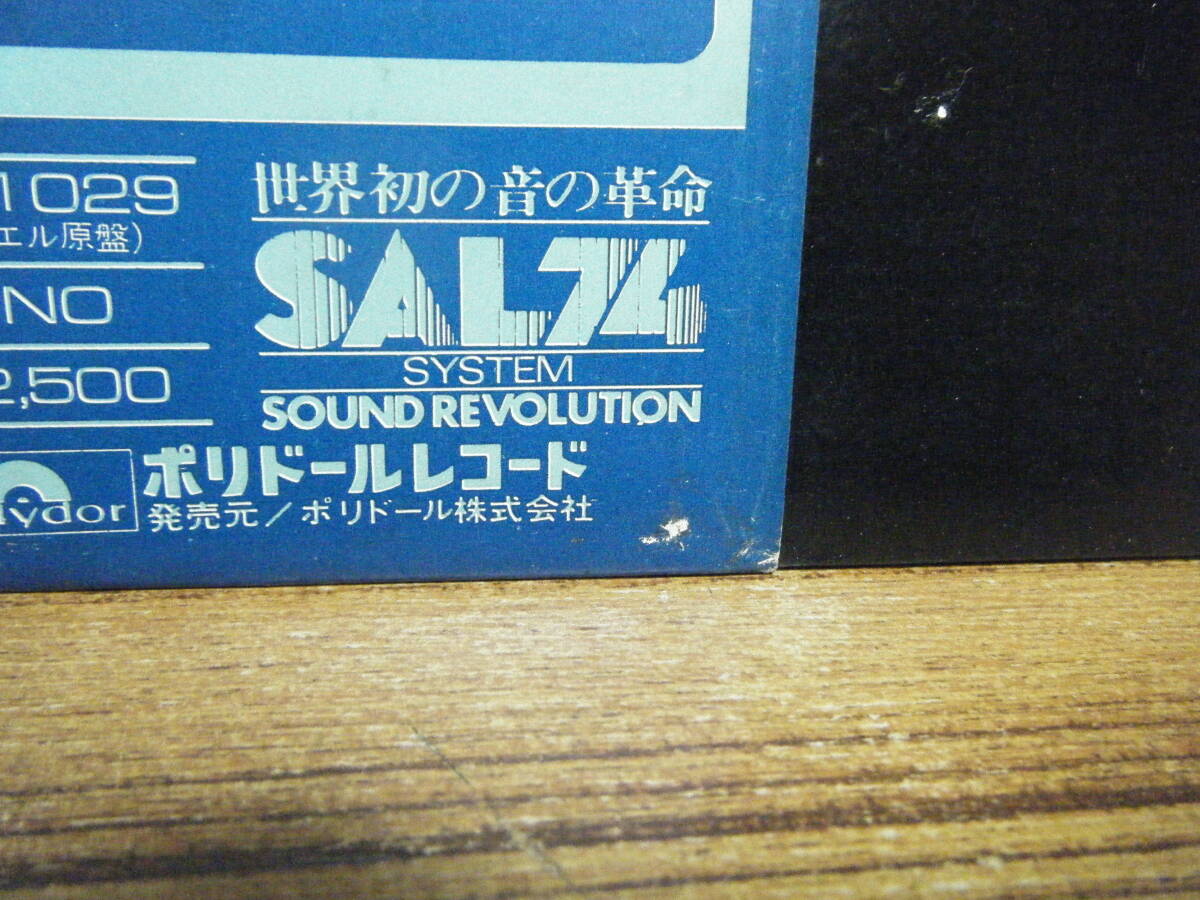 1029
エル原盤)
NO
2,500
世界初の音の革命
SAL74
SYSTEM
SOUND REVOLUTION
ポリドールレコード
lydor
発売元/ポリドール株式会社